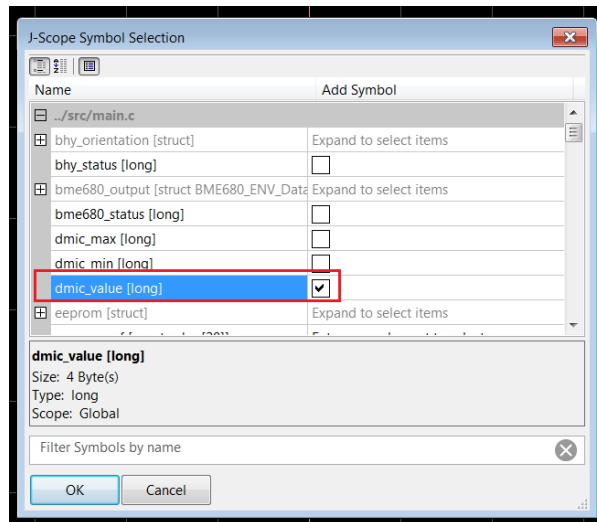 J-Scope Symbol Selection
Name Add Symbol
../src/main.c
bhy_orientation [struct] Expand to select items
bhy_status [long]
bme680_output [struct BME680_ENV_Data Expand to select items
bme680_status [long]
dmic_max [long]
dmic_min [long]
dmic_value [long]
eeprom [struct] Expand to select items
dmic_value [long]
Size: 4 Byte(s)
Type: long
Scope: Global
Filter Symbols by name
OK Cancel